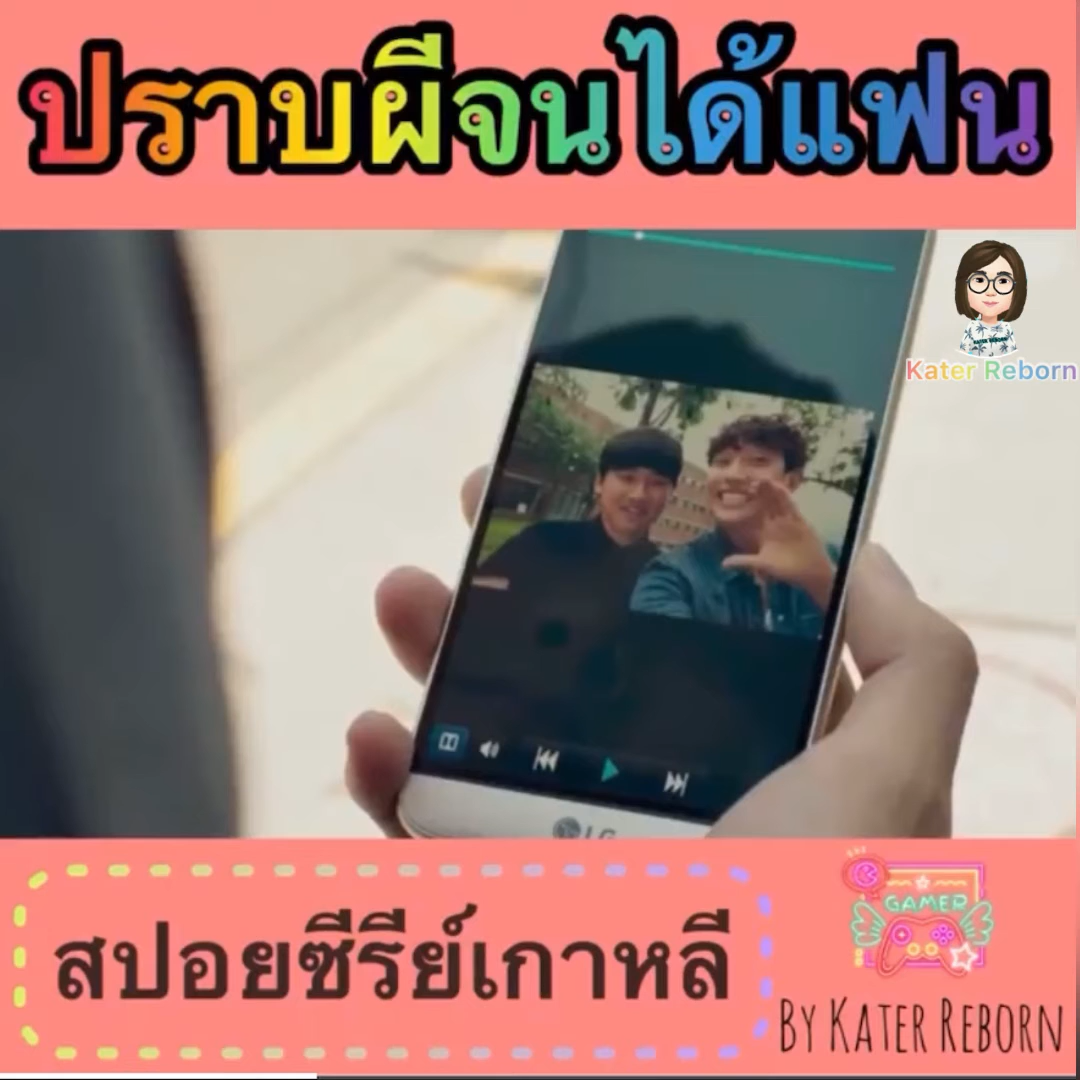 ปราบผีจนได้แฟน
Kater Reborn
LG
สปอยซีรีย์เกาหลี
GAMER
BY KATER REBORN